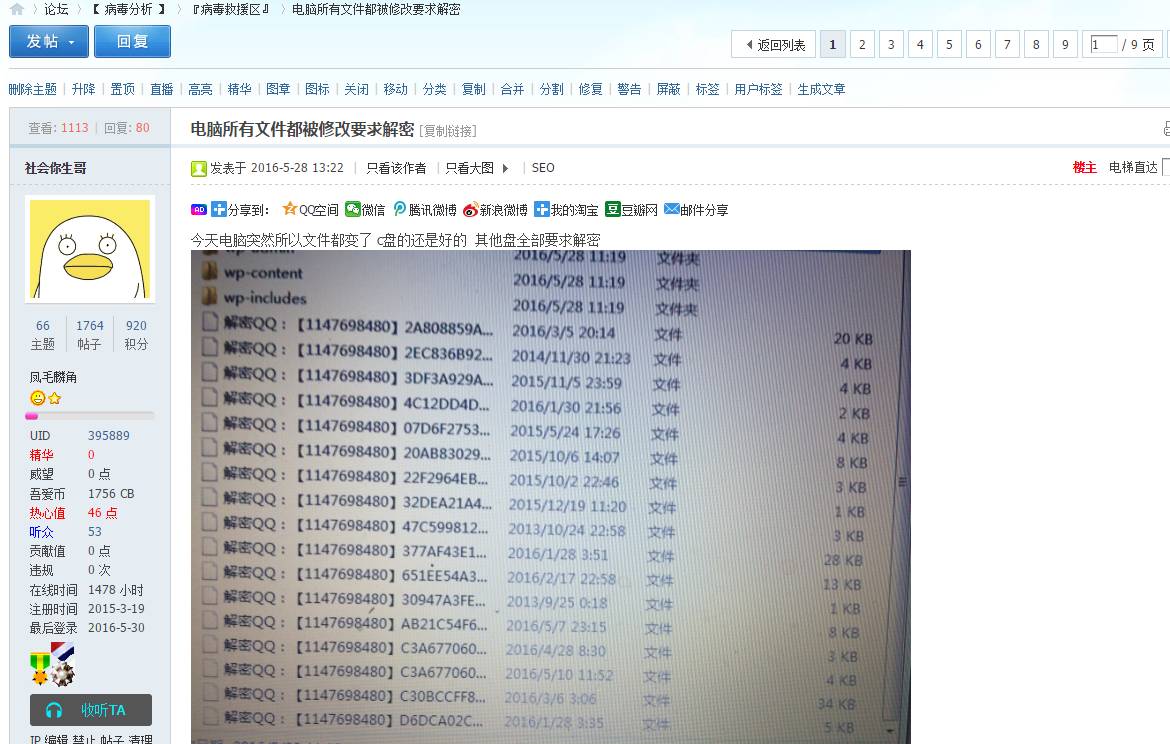 论坛 【 病毒分析 】 『病毒救援区』 电脑所有文件都被修改要求解密
发帖 回复
返回列表 1 2 3 4 5 6 7 8 9 1 / 9 页
删除主题 升降 置顶 直播 高亮 精华 图章 图标 关闭 移动 分类 复制 合并 分割 修复 警告 屏蔽 标签 用户标签 生成文章
查看: 1113 回复: 80
电脑所有文件都被修改要求解密 [复制链接]
社会你生哥
发表于 2016-5-28 13:22 只看该作者 只看大图 SEO 楼主 电梯直达
AD 分享到: QQ空间 微信 腾讯微博 新浪微博 我的淘宝 豆瓣网 邮件分享
今天电脑突然所以文件都变了 c盘的还是好的 其他盘全部要求解密
66 1764 920
主题 帖子 积分
凤毛麟角
UID 395889
精华 0
威望 0 点
吾爱币 1756 CB
热心值 46 点
听众 53
贡献值 0 点
违规 0 次
在线时间 1478 小时
注册时间 2015-3-19
最后登录 2016-5-30
收听TA
IP 编辑 禁止 帖子 清理
wp-admin 2016/5/28 11:19 文件夹
wp-content 2016/5/28 11:19 文件夹
wp-includes 2016/5/28 11:19 文件夹
解密QQ：【1147698480】2A808859A... 2016/3/5 20:14 文件 20 KB
解密QQ：【1147698480】2EC836B92... 2014/11/30 21:23 文件 4 KB
解密QQ：【1147698480】3DF3A929A... 2015/11/5 23:59 文件 4 KB
解密QQ：【1147698480】4C12DD4D... 2016/1/30 21:56 文件 2 KB
解密QQ：【1147698480】07D6F2753... 2015/5/24 17:26 文件 4 KB
解密QQ：【1147698480】20AB83029... 2015/10/6 14:07 文件 8 KB
解密QQ：【1147698480】22F2964EB... 2015/10/2 22:46 文件 3 KB
解密QQ：【1147698480】32DEA21A4... 2015/12/19 11:20 文件 1 KB
解密QQ：【1147698480】47C599812... 2013/10/24 22:58 文件 3 KB
解密QQ：【1147698480】377AF43E1... 2016/1/28 3:51 文件 28 KB
解密QQ：【1147698480】651EE54A3... 2016/2/17 22:58 文件 13 KB
解密QQ：【1147698480】30947A3FE... 2013/9/25 0:18 文件 1 KB
解密QQ：【1147698480】AB21C54F6... 2016/5/7 23:15 文件 8 KB
解密QQ：【1147698480】C3A677060... 2016/4/28 8:30 文件 3 KB
解密QQ：【1147698480】C3A677060... 2016/5/10 11:52 文件 4 KB
解密QQ：【1147698480】C30BCCFF8... 2016/3/6 3:06 文件 34 KB
解密QQ：【1147698480】D6DCA02C... 2016/1/28 3:35 文件 5 KB